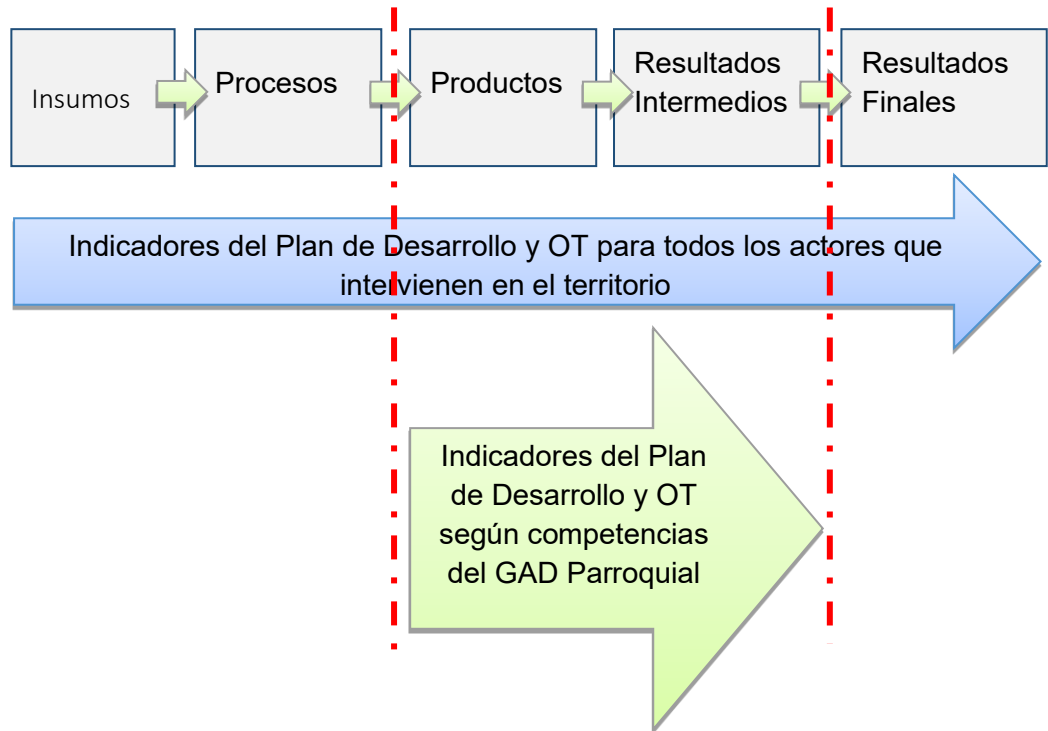 Insumos
Procesos
Productos
Resultados
Intermedios
Resultados
Finales
Indicadores del Plan de Desarrollo y OT para todos los actores que
intervienen en el territorio
Indicadores del Plan
de Desarrollo y OT
según competencias
del GAD Parroquial